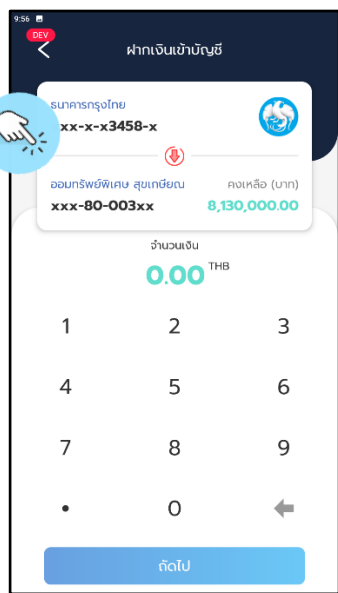 9:56
DEV
ฝากเงินเข้าบัญชี
ธนาคารกรุงไทย
xx-x-x3458-x
ออมทรัพย์พิเศษ สุขเกษียณ คงเหลือ (บาท)
xxx-80-003xx 8,130,000.00
จำนวนเงิน
0.00 THB
1 2 3
4 5 6
7 8 9
• 0
ถัดไป